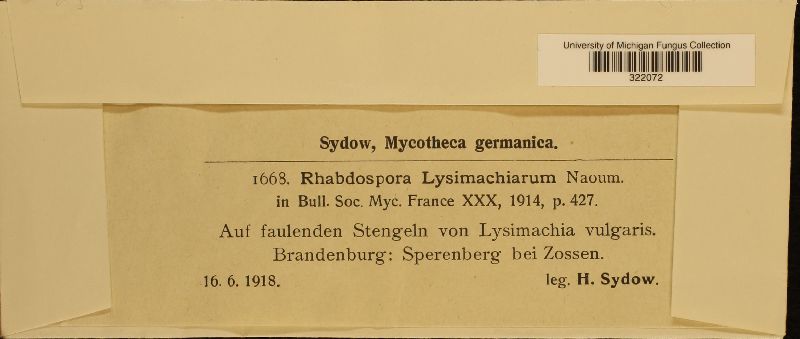 University of Michigan Fungus Collection
322072
Sydow, Mycotheca germanica.
1668. Rhabdospora Lysimachiarum Naoum.
in Bull. Soc. Myc. France XXX, 1914, p. 427.
Auf faulenden Stengeln von Lysimachia vulgaris.
Brandenburg: Sperenberg bei Zossen.
16. 6. 1918. leg. H. Sydow.